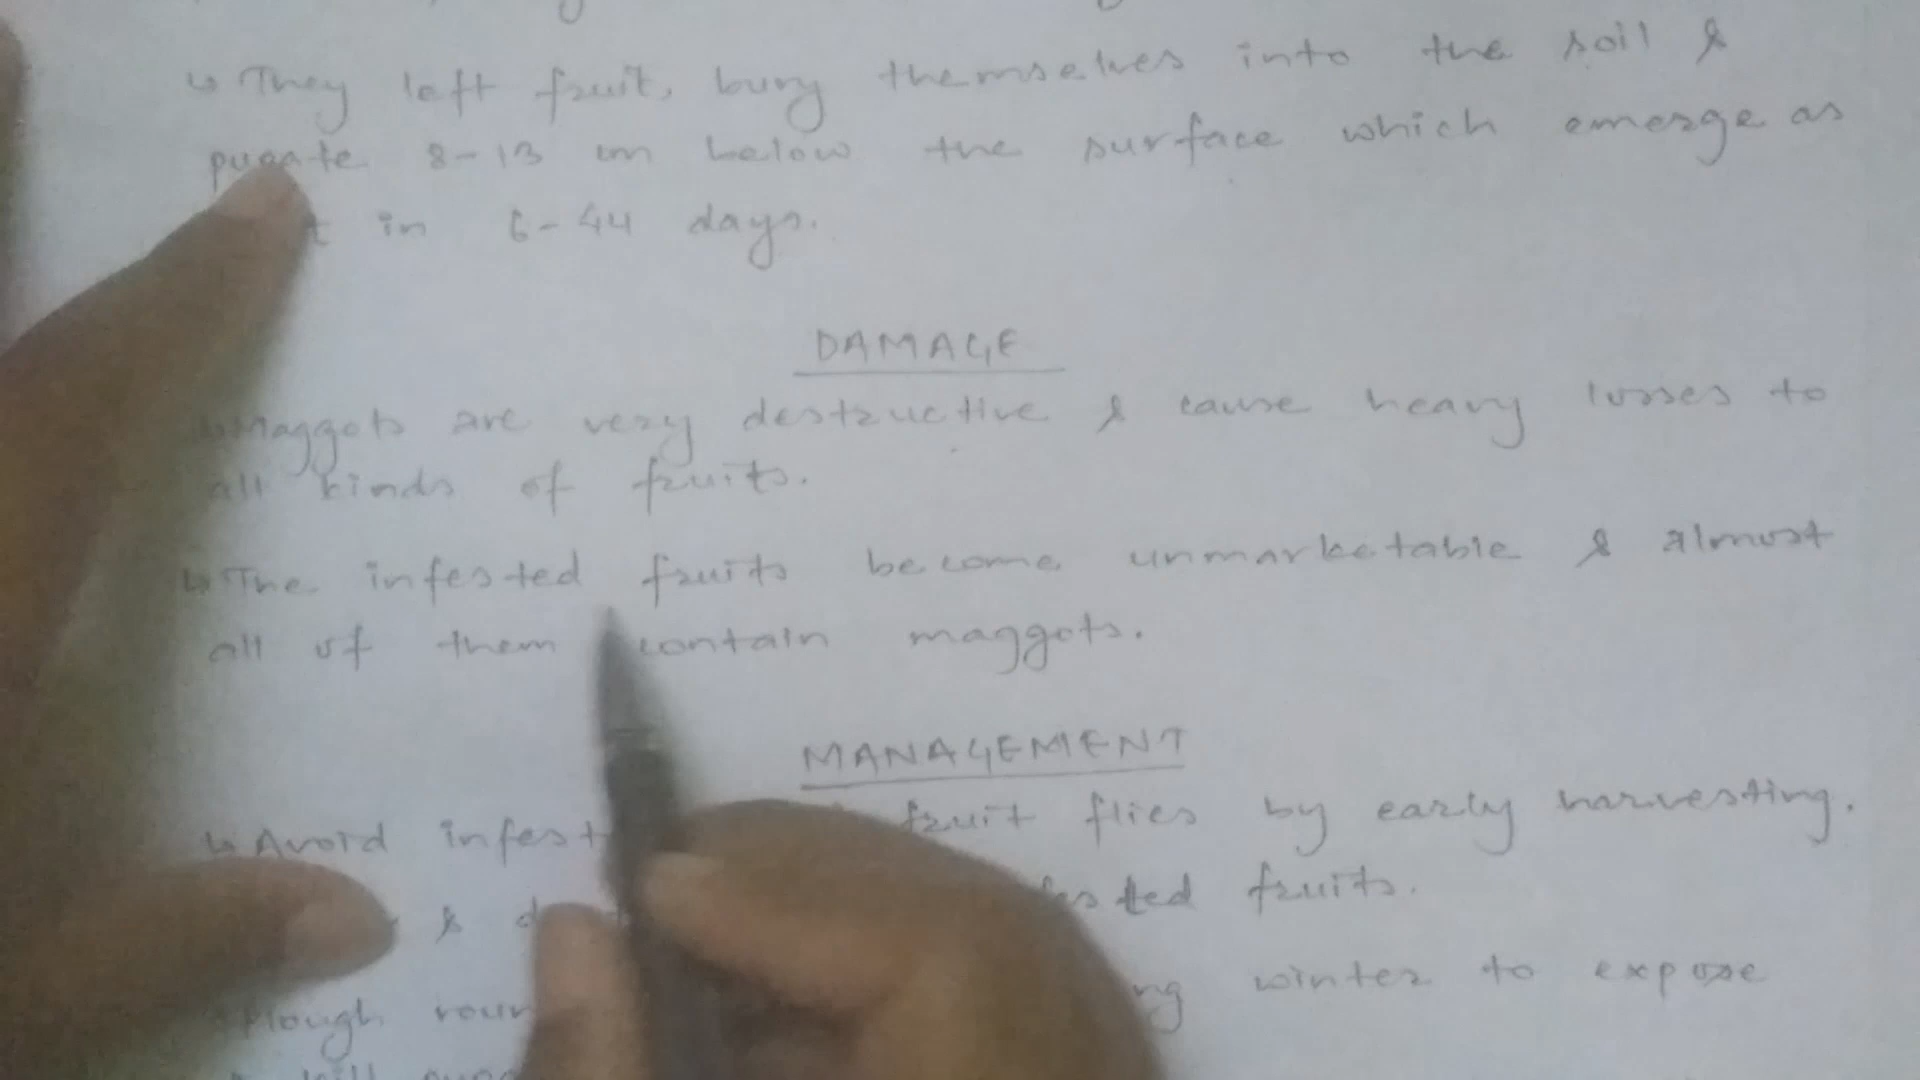 ↳ They left fruit, bury themselves into the soil &
pupate 8-13 cm below the surface which emerge as
in 6-44 days.
DAMAGE
↳ Maggots are very destructive & cause heavy losses to
all kinds of fruits.
↳ The infested fruits become unmarketable & almost
all of them contain maggots.
MANAGEMENT
↳ Avoid fruit flies by early harvesting.
& fruits.
Plough winter to expose
kill